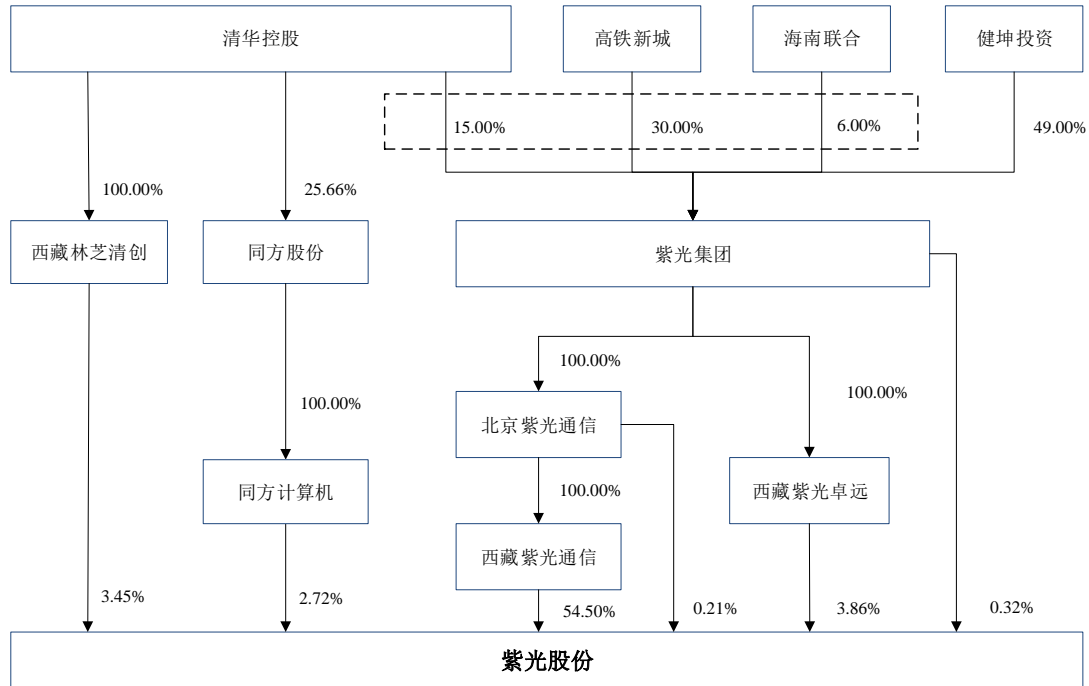 清华控股
高铁新城
海南联合
健坤投资
15.00%
30.00%
6.00%
49.00%
100.00%
25.66%
西藏林芝清创
同方股份
紫光集团
100.00%
100.00%
100.00%
北京紫光通信
同方计算机
100.00%
西藏紫光卓远
西藏紫光通信
3.45%
2.72%
54.50%
0.21%
3.86%
0.32%
紫光股份